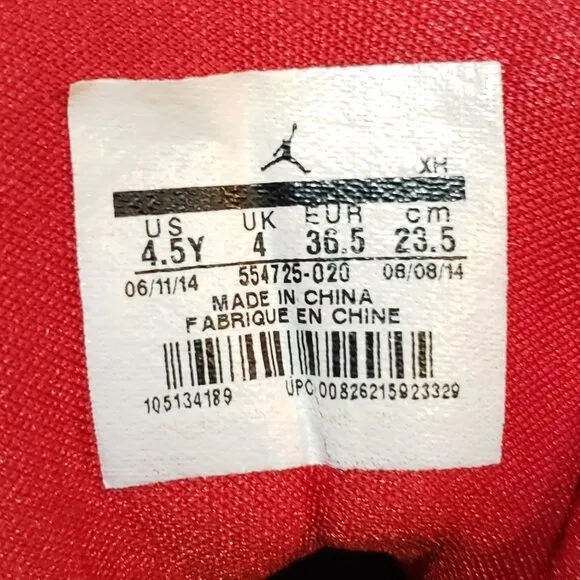 XH
US UK EUR cm
4.5Y 4 36.5 23.5
06/11/14 554725-020 08/08/14
MADE IN CHINA
FABRIQUE EN CHINE
105134189 UPC 00826215923329